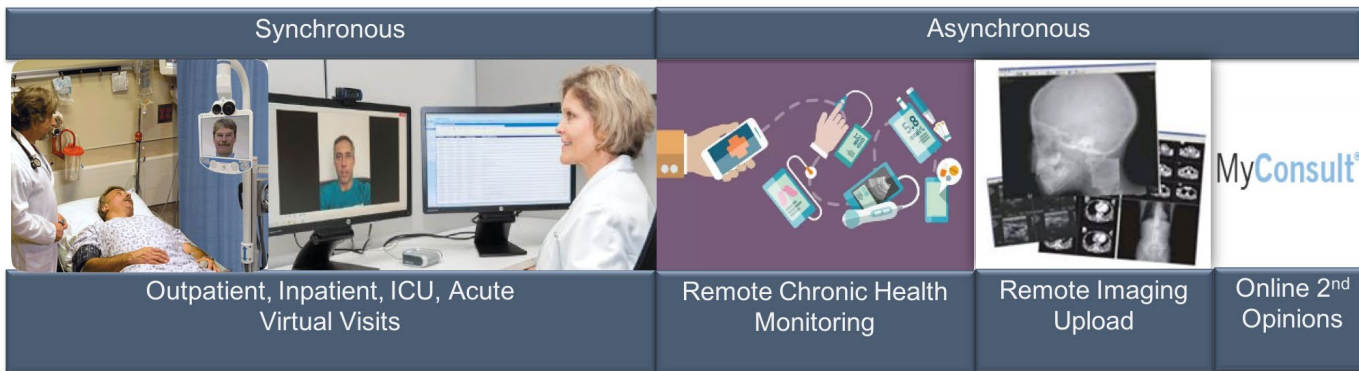 Synchronous
Asynchronous
MyConsult®
Outpatient, Inpatient, ICU, Acute
Virtual Visits
Remote Chronic Health
Monitoring
Remote Imaging
Upload
Online 2nd
Opinions